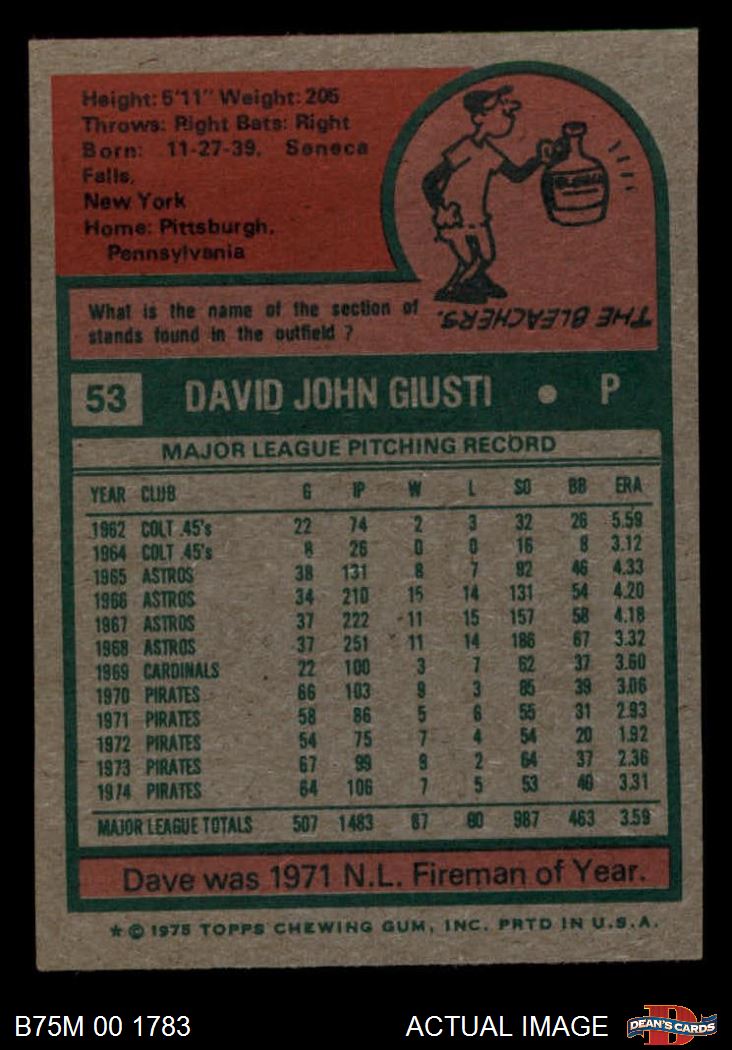 Height: 5'11" Weight: 205
Throws: Right Bats: Right
Born: 11-27-39, Seneca
Falls,
New York
Home: Pittsburgh,
Pennsylvania
What is the name of the section of
stands found in the outfield ?
THE BLEACHERS.
53 DAVID JOHN GIUSTI • P
MAJOR LEAGUE PITCHING RECORD
YEAR CLUB G IP W L SO BB ERA
1962 COLT .45's 22 74 2 3 32 26 5.59
1964 COLT .45's 8 26 0 0 16 8 3.12
1965 ASTROS 38 131 8 7 92 46 4.33
1966 ASTROS 34 210 15 14 131 54 4.20
1967 ASTROS 37 222 11 15 157 58 4.18
1968 ASTROS 37 251 11 14 186 67 3.32
1969 CARDINALS 22 100 3 7 62 37 3.60
1970 PIRATES 66 103 9 3 85 39 3.06
1971 PIRATES 58 86 5 6 55 31 2.93
1972 PIRATES 54 75 7 4 54 20 1.92
1973 PIRATES 67 99 9 2 64 37 2.36
1974 PIRATES 64 106 7 5 53 40 3.31
MAJOR LEAGUE TOTALS 507 1483 87 80 987 463 3.59
Dave was 1971 N.L. Fireman of Year.
* © 1975 TOPPS CHEWING GUM, INC. PRTD IN U.S.A.
B75M 00 1783 ACTUAL IMAGE DEAN'S CARDS